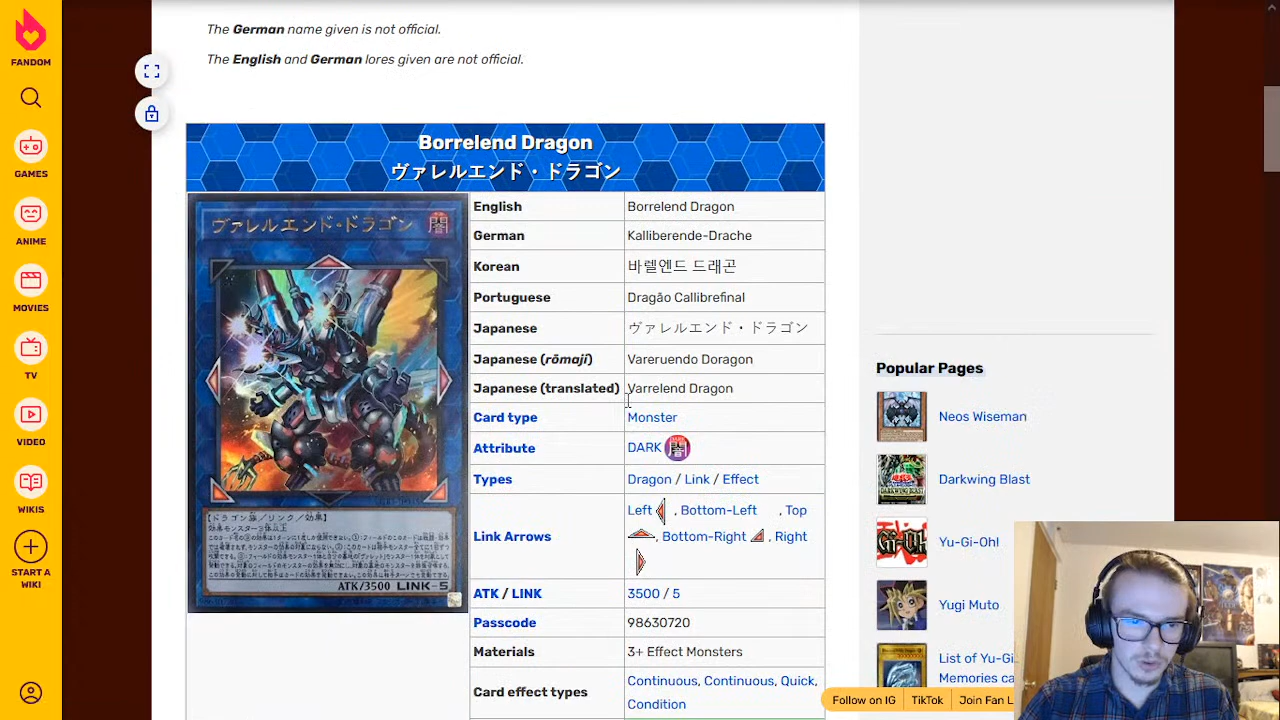 The German name given is not official.
The English and German lores given are not official.
FANDOM
GAMES
ANIME
MOVIES
TV
VIDEO
WIKIS
START A
WIKI
Borrelend Dragon
ヴァレルエンド・ドラゴン
ヴァレルエンド・ドラゴン 闇
ATK/3500 LINK-5
English Borrelend Dragon
German Kalliberende-Drache
Korean 바렐엔드 드래곤
Portuguese Dragão Callibrefinal
Japanese ヴァレルエンド・ドラゴン
Japanese (rōmaji) Vareruendo Doragon
Japanese (translated) Varrelend Dragon
Card type Monster
Attribute DARK
Types Dragon / Link / Effect
Link Arrows Left , Bottom-Left , Top
, Bottom-Right , Right
ATK / LINK 3500 / 5
Passcode 98630720
Materials 3+ Effect Monsters
Card effect types Continuous, Continuous, Quick,
Condition
Popular Pages
Neos Wiseman
Darkwing Blast
Yu-Gi-Oh!
Yugi Muto
List of Yu-Gi-
Memories ca
Follow on IG
TikTok
Join Fan L